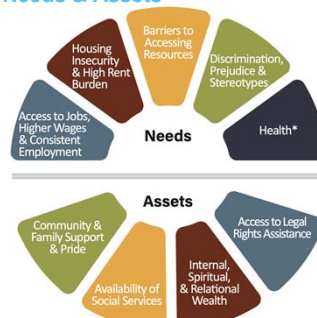 Needs & Assets
Barriers to
Accessing
Resources
Housing
Insecurity
& High Rent
Burden
Discrimination,
Prejudice &
Stereotypes
Access to Jobs,
Higher Wages
& Consistent
Employment
Health*
Needs
Assets
Community &
Family Support
& Pride
Access to Legal
Rights Assistance
Availability of
Social Services
Internal,
Spiritual,
& Relational
Wealth